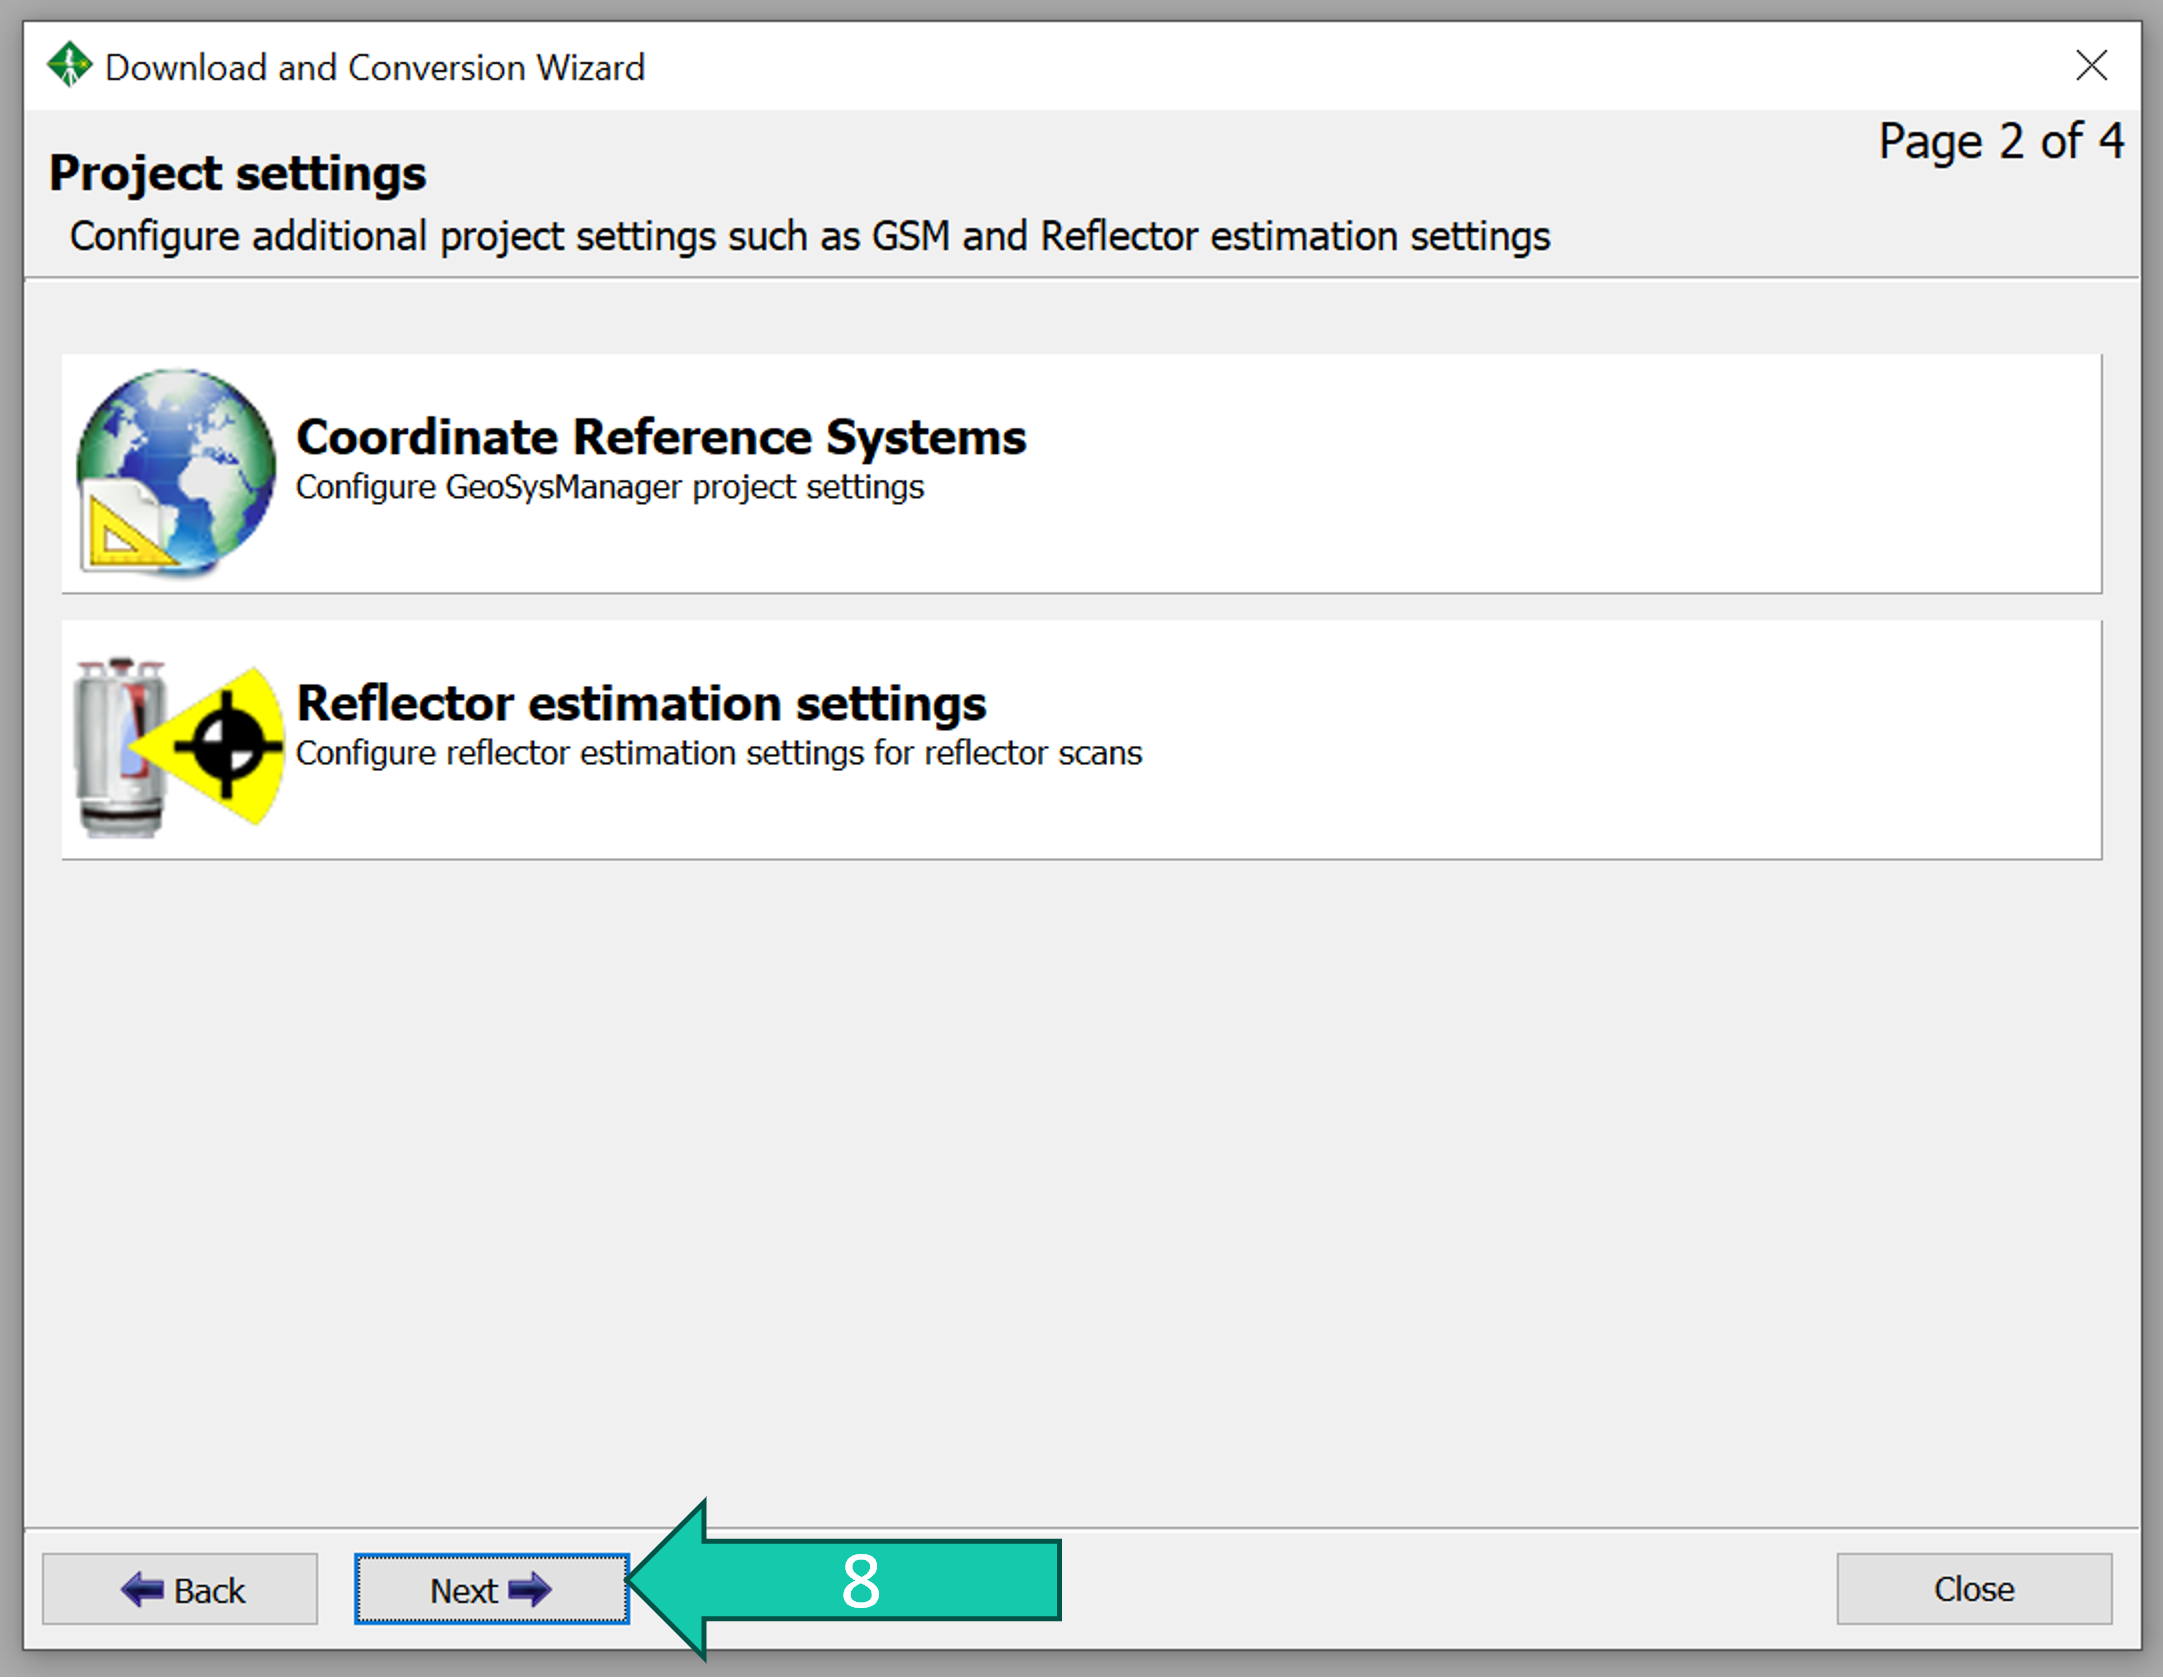 Download and Conversion Wizard
Page 2 of 4
Project settings
Configure additional project settings such as GSM and Reflector estimation settings
Coordinate Reference Systems
Configure GeoSysManager project settings
Reflector estimation settings
Configure reflector estimation settings for reflector scans
Back
Next
8
Close